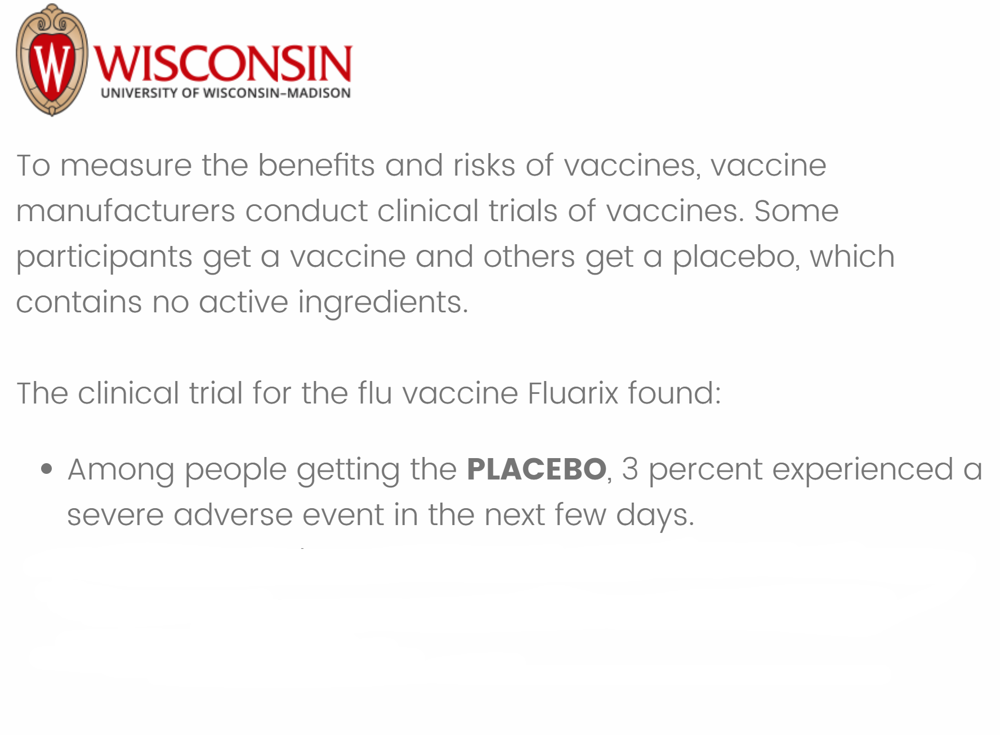 W WISCONSIN
UNIVERSITY OF WISCONSIN–MADISON
To measure the benefits and risks of vaccines, vaccine
manufacturers conduct clinical trials of vaccines. Some
participants get a vaccine and others get a placebo, which
contains no active ingredients.
The clinical trial for the flu vaccine Fluarix found:
• Among people getting the PLACEBO, 3 percent experienced a
severe adverse event in the next few days.